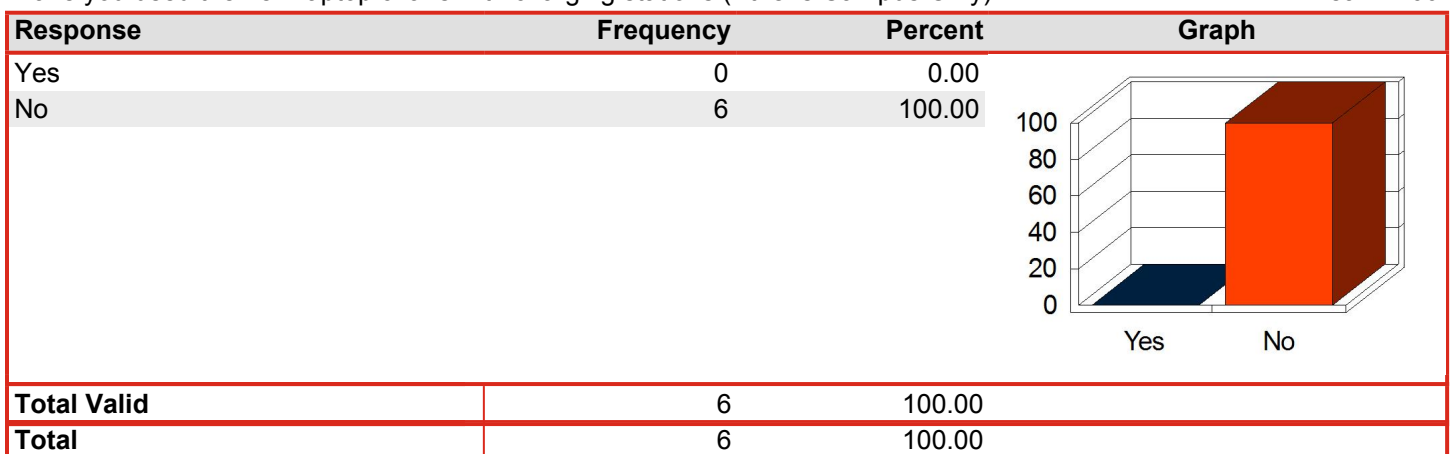 Response Frequency Percent Graph
Yes 0 0.00
No 6 100.00
100
80
60
40
20
0
Yes No
Total Valid 6 100.00
Total 6 100.00